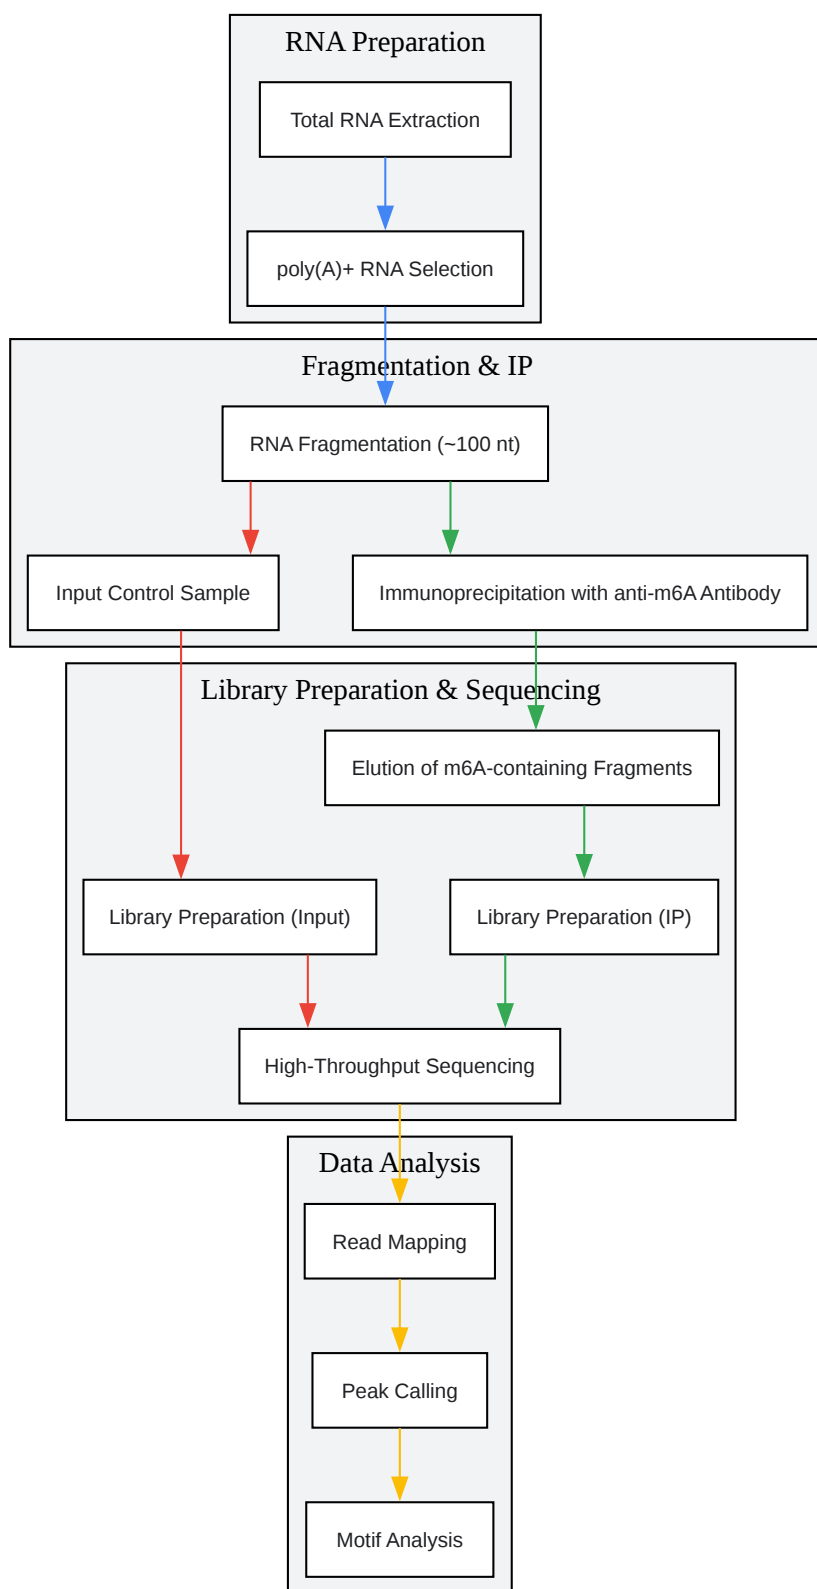 RNA Preparation
Total RNA Extraction
poly(A)+ RNA Selection
Fragmentation & IP
RNA Fragmentation (~100 nt)
Input Control Sample
Immunoprecipitation with anti-m6A Antibody
Library Preparation & Sequencing
Elution of m6A-containing Fragments
Library Preparation (Input)
Library Preparation (IP)
High-Throughput Sequencing
Data Analysis
Read Mapping
Peak Calling
Motif Analysis